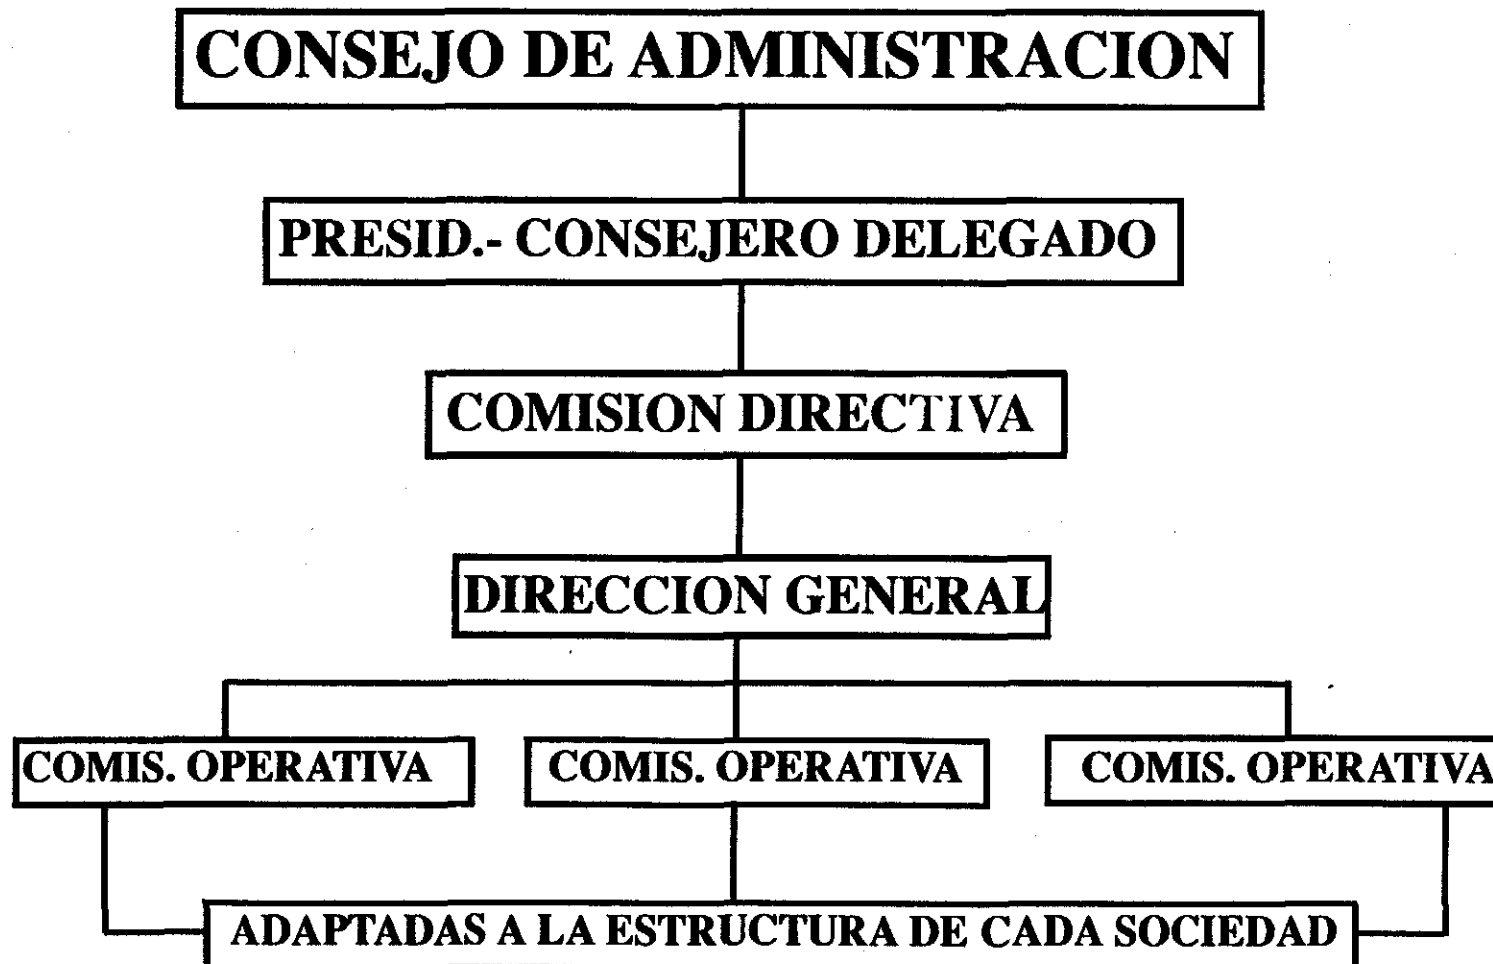 CONSEJO DE ADMINISTRACION
PRESID.- CONSEJERO DELEGADO
COMISION DIRECTIVA
DIRECCION GENERAL
COMIS. OPERATIVA
COMIS. OPERATIVA
COMIS. OPERATIVA
ADAPTADAS A LA ESTRUCTURA DE CADA SOCIEDAD